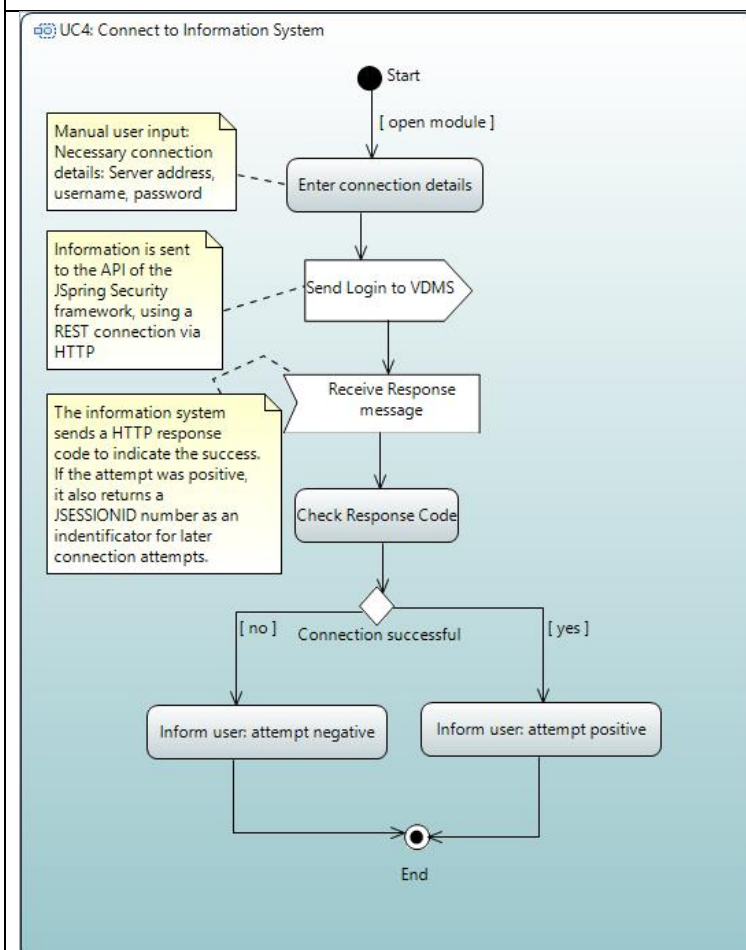 UC4: Connect to Information System
Start
[ open module ]
Manual user input:
Necessary connection
details: Server address,
username, password
Enter connection details
Information is sent
to the API of the
JSpring Security
framework, using a
REST connection via
HTTP
Send Login to VDMS
Receive Response
message
The information system
sends a HTTP response
code to indicate the success.
If the attempt was positive,
it also returns a
JSESSIONID number as an
indentificator for later
connection attempts.
Check Response Code
[ no ]
Connection successful
[ yes ]
Inform user: attempt negative
Inform user: attempt positive
End